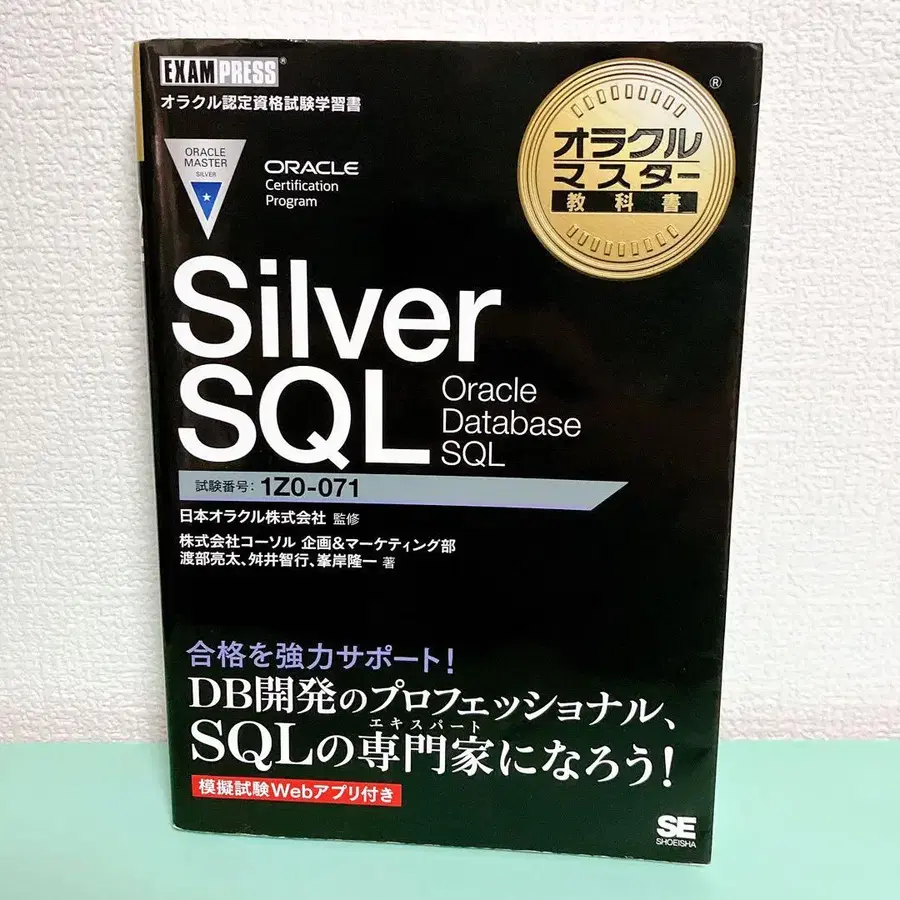 EXAMPRESS®
オラクル認定資格試験学習書
ORACLE
MASTER
SILVER
ORACLE
Certification
Program
オラクル
マスター
教科書
®
Silver
SQL
Oracle
Database
SQL
試験番号: 1Z0-071
日本オラクル株式会社 監修
株式会社コーソル 企画&マーケティング部
渡部亮太、舛井智行、峯岸隆一 著
合格を強力サポート!
DB開発のプロフェッショナル、
エキスパート
SQLの専門家になろう!
模擬試験Webアプリ付き
SE
SHOEISHA